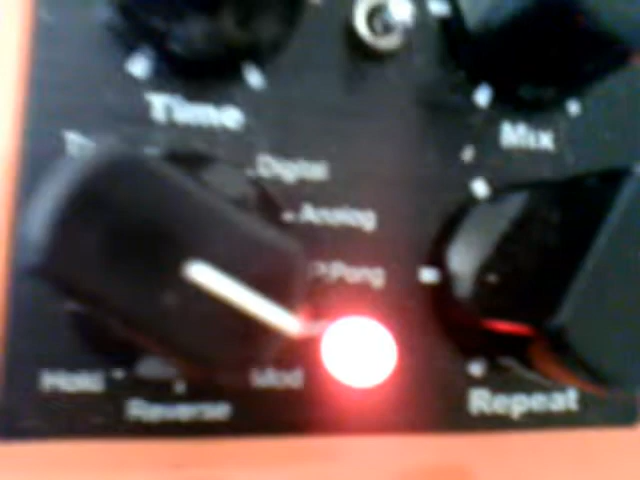 Time
Mix
Digital
Analog
P-Pong
Mod
Hold
Reverse
Repeat